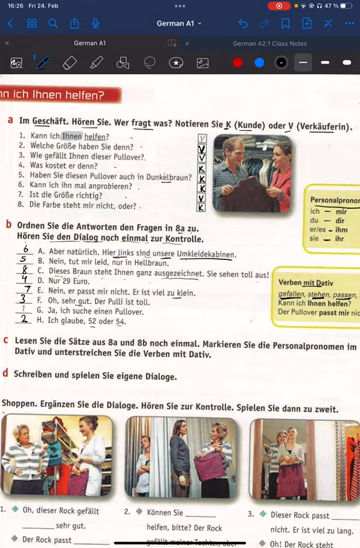 16:26 Fri 24. Feb
47 %
German A1
German A1
German A2.1 Class Notes
nn ich Ihnen helfen?
a Im Geschäft. Hören Sie. Wer fragt was? Notieren Sie K (Kunde) oder V (Verkäuferin).
1. Kann ich Ihnen helfen? V
2. Welche Größe haben Sie denn? V
3. Wie gefällt Ihnen dieser Pullover? V
4. Was kostet er denn? K
5. Haben Sie diesen Pullover auch in Dunkelbraun? K
6. Kann ich ihn mal anprobieren? K
7. Ist die Größe richtig? V
8. Die Farbe steht mir nicht, oder? K
Personalpronom
ich – mir
du – dir
er/es – ihm
sie – ihr
b Ordnen Sie die Antworten den Fragen in 8a zu.
Hören Sie den Dialog noch einmal zur Kontrolle.
6 A. Aber natürlich. Hier links sind unsere Umkleidekabinen.
5 B. Nein, tut mir leid, nur in Hellbraun.
8 C. Dieses Braun steht Ihnen ganz ausgezeichnet. Sie sehen toll aus!
4 D. Nur 29 Euro.
7 E. Nein, er passt mir nicht. Er ist viel zu klein.
3 F. Oh, sehr gut. Der Pulli ist toll.
1 G. Ja, ich suche einen Pullover.
2 H. Ich glaube, 52 oder 54.
Verben mit Dativ
gefallen, stehen, passen,
Kann ich Ihnen helfen?
Der Pullover passt mir nic
c Lesen Sie die Sätze aus 8a und 8b noch einmal. Markieren Sie die Personalpronomen im
Dativ und unterstreichen Sie die Verben mit Dativ.
d Schreiben und spielen Sie eigene Dialoge.
Shoppen. Ergänzen Sie die Dialoge. Hören Sie zur Kontrolle. Spielen Sie dann zu zweit.
1. Oh, dieser Rock gefällt
sehr gut.
Der Rock passt
2. Können Sie
helfen, bitte? Der Rock
gefällt meiner Tochter, aber
3. Dieser Rock passt
nicht. Er ist viel zu lang.
Oh! Der Rock steht